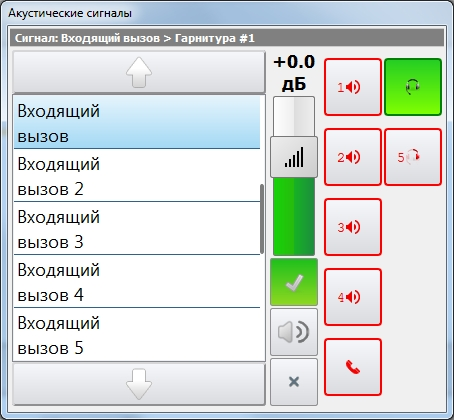 Акустические сигналы
Сигнал: Входящий вызов > Гарнитура #1
+0.0
дБ
Входящий
вызов
Входящий
вызов 2
Входящий
вызов 3
Входящий
вызов 4
Входящий
вызов 5
1
2
5
3
4